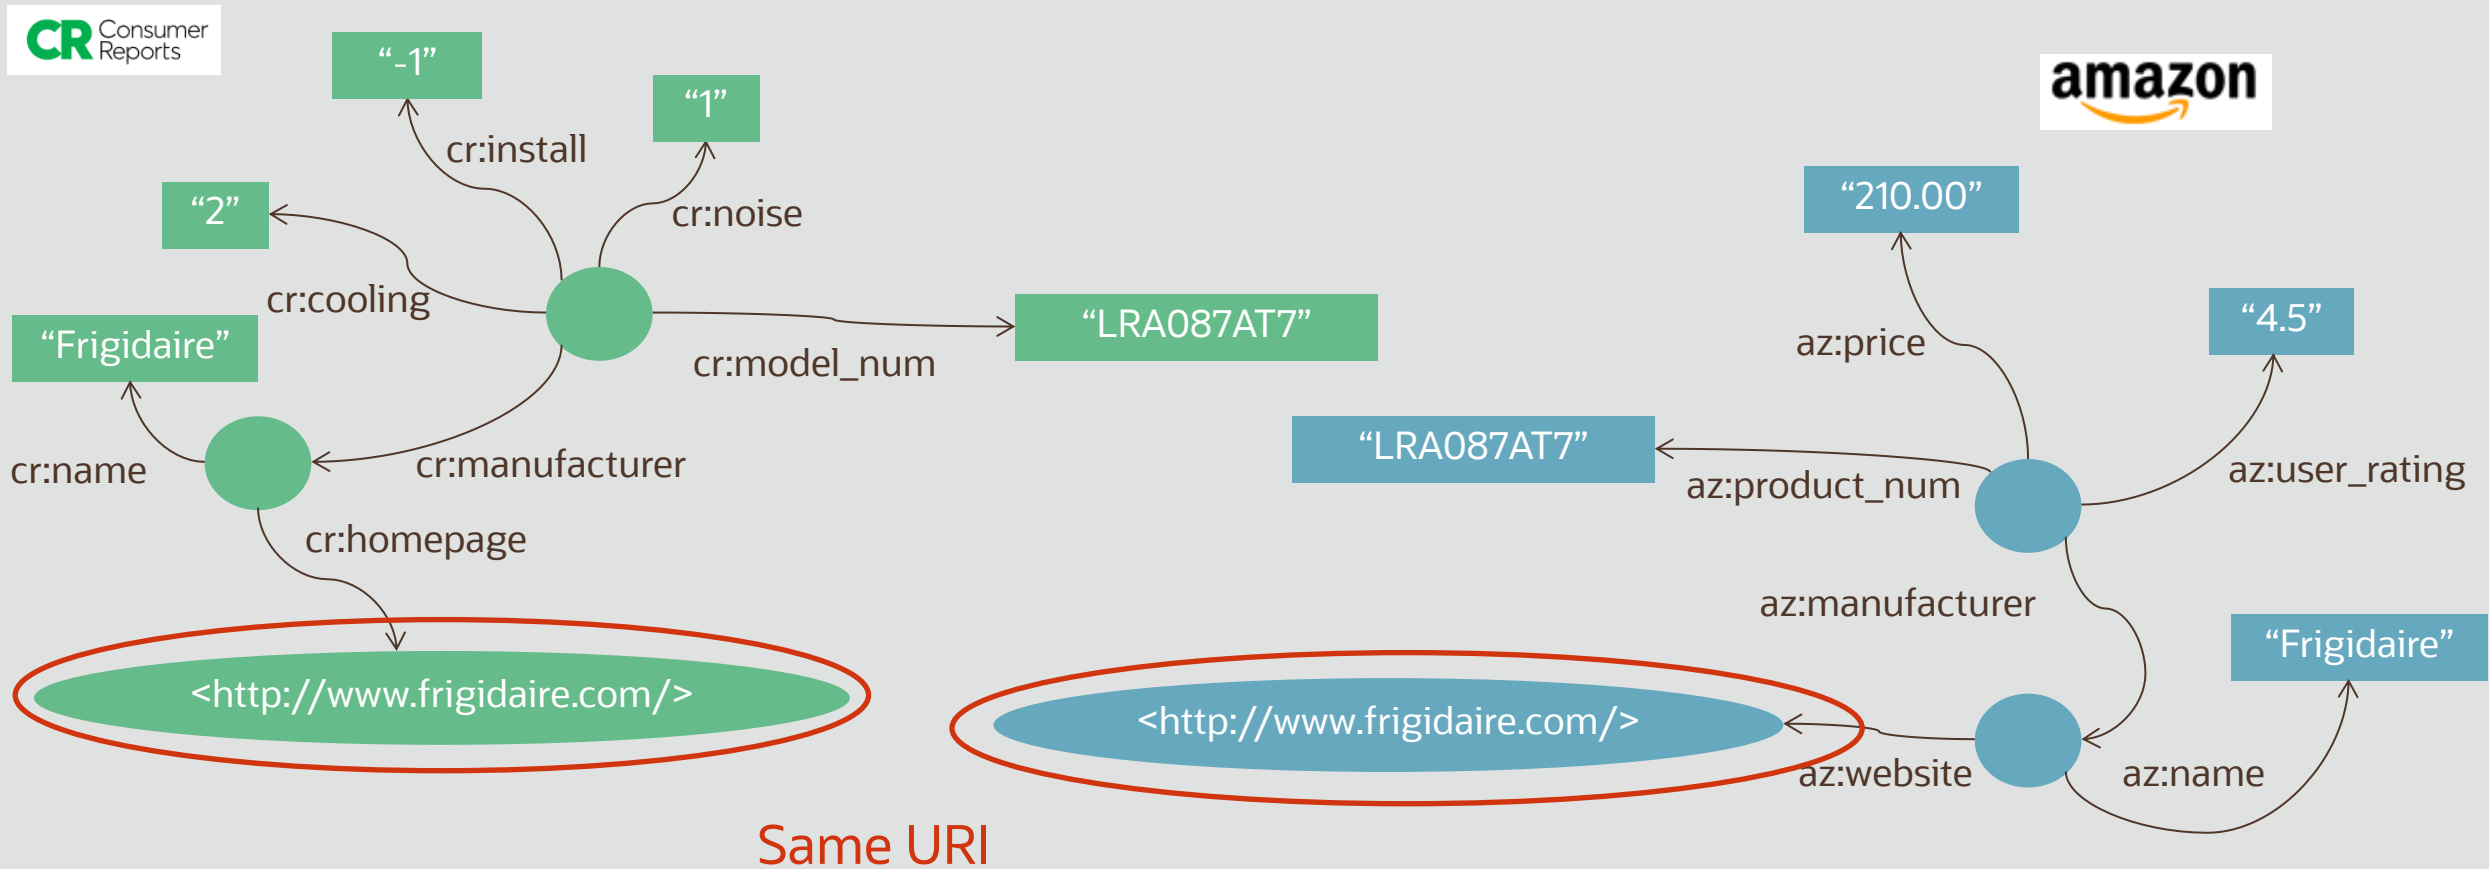 CR Consumer
Reports
“-1”
“1”
cr:install
cr:noise
“2”
cr:cooling
“Frigidaire”
“LRA087AT7”
cr:model_num
cr:name
cr:manufacturer
cr:homepage
<http://www.frigidaire.com/>
amazon
“210.00”
“4.5”
az:price
“LRA087AT7”
az:product_num
az:user_rating
az:manufacturer
“Frigidaire”
<http://www.frigidaire.com/>
az:website
az:name
Same URI